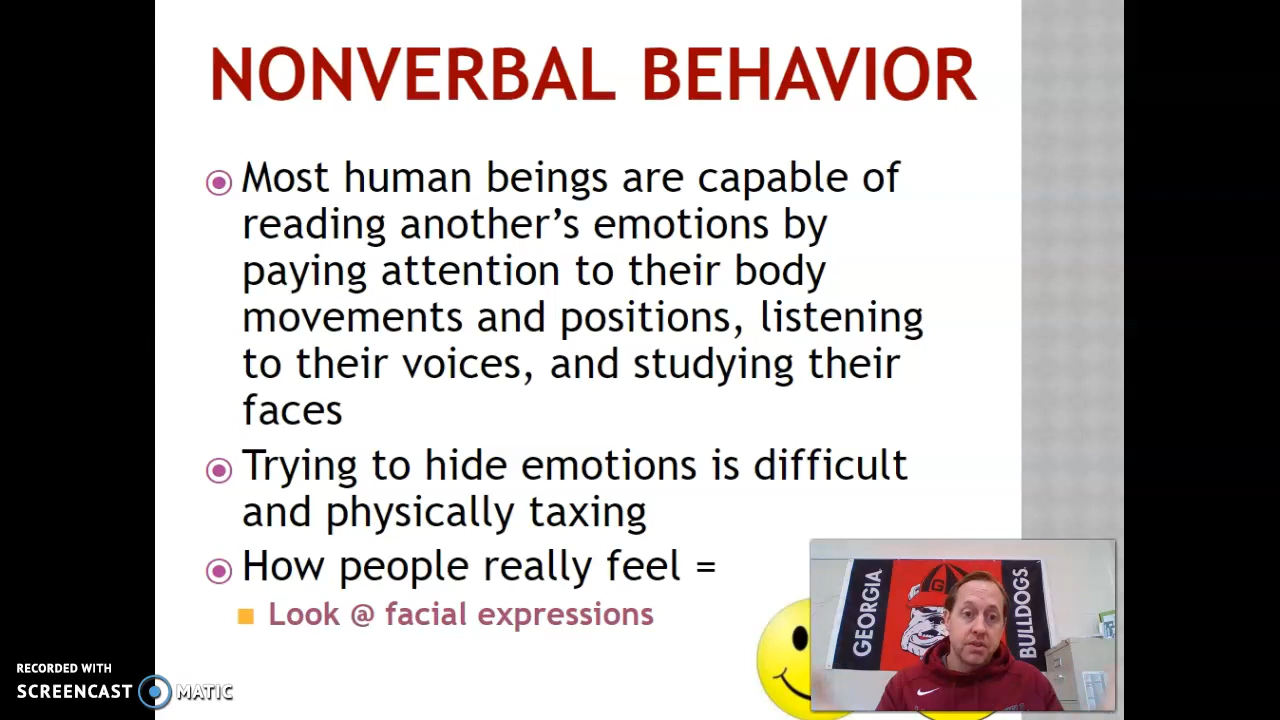 NONVERBAL BEHAVIOR
Most human beings are capable of
reading another’s emotions by
paying attention to their body
movements and positions, listening
to their voices, and studying their
faces
Trying to hide emotions is difficult
and physically taxing
How people really feel =
Look @ facial expressions
GEORGIA
G
BULLDOGS
RECORDED WITH
SCREENCAST MATIC